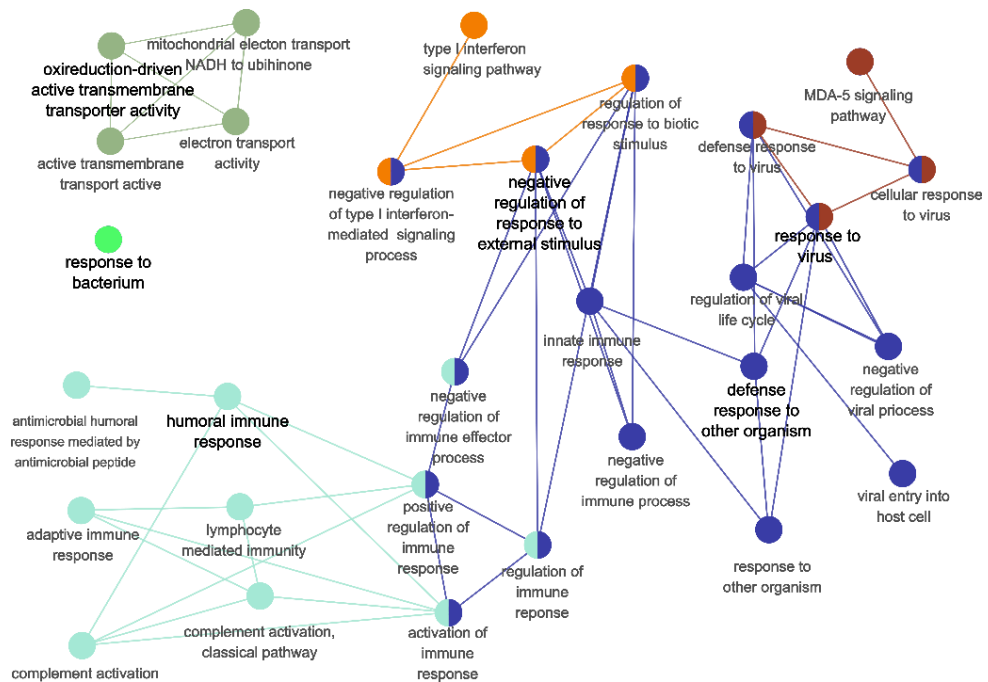 mitochondrial electon transport
NADH to ubihinone
oxireduction-driven
active transmembrane
transporter activity
electron transport
activity
active transmembrane
transport active
response to
bacterium
type I interferon
signaling pathway
regulation of
response to biotic
stimulus
negative regulation
of type I interferon-
mediated signaling
process
negative
regulation of
response to
external stimulus
MDA-5 signaling
pathway
defense response
to virus
cellular response
to virus
response to
virus
regulation of viral
life cycle
innate immune
response
negative
regulation of
viral priocess
defense
response to
other organism
negative
regulation of
immune effector
process
negative
regulation of
immune process
viral entry into
host cell
response to
other organism
antimicrobial humoral
response mediated by
antimicrobial peptide
humoral immune
response
adaptive immune
response
lymphocyte
mediated immunity
positive
regulation of
immune
response
regulation of
immune reponse
complement activation,
classical pathway
activation of
immune
response
complement activation